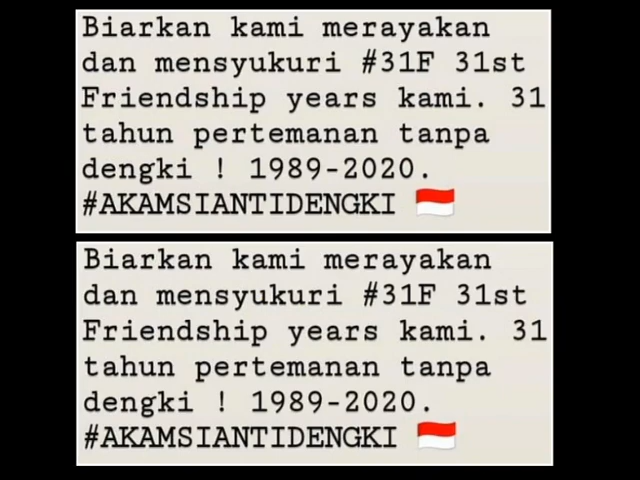 Biarkan kami merayakan
dan mensyukuri #31F 31st
Friendship years kami. 31
tahun pertemanan tanpa
dengki ! 1989-2020.
#AKAMSIANTIDENGKI 🇮🇩
Biarkan kami merayakan
dan mensyukuri #31F 31st
Friendship years kami. 31
tahun pertemanan tanpa
dengki ! 1989-2020.
#AKAMSIANTIDENGKI 🇮🇩